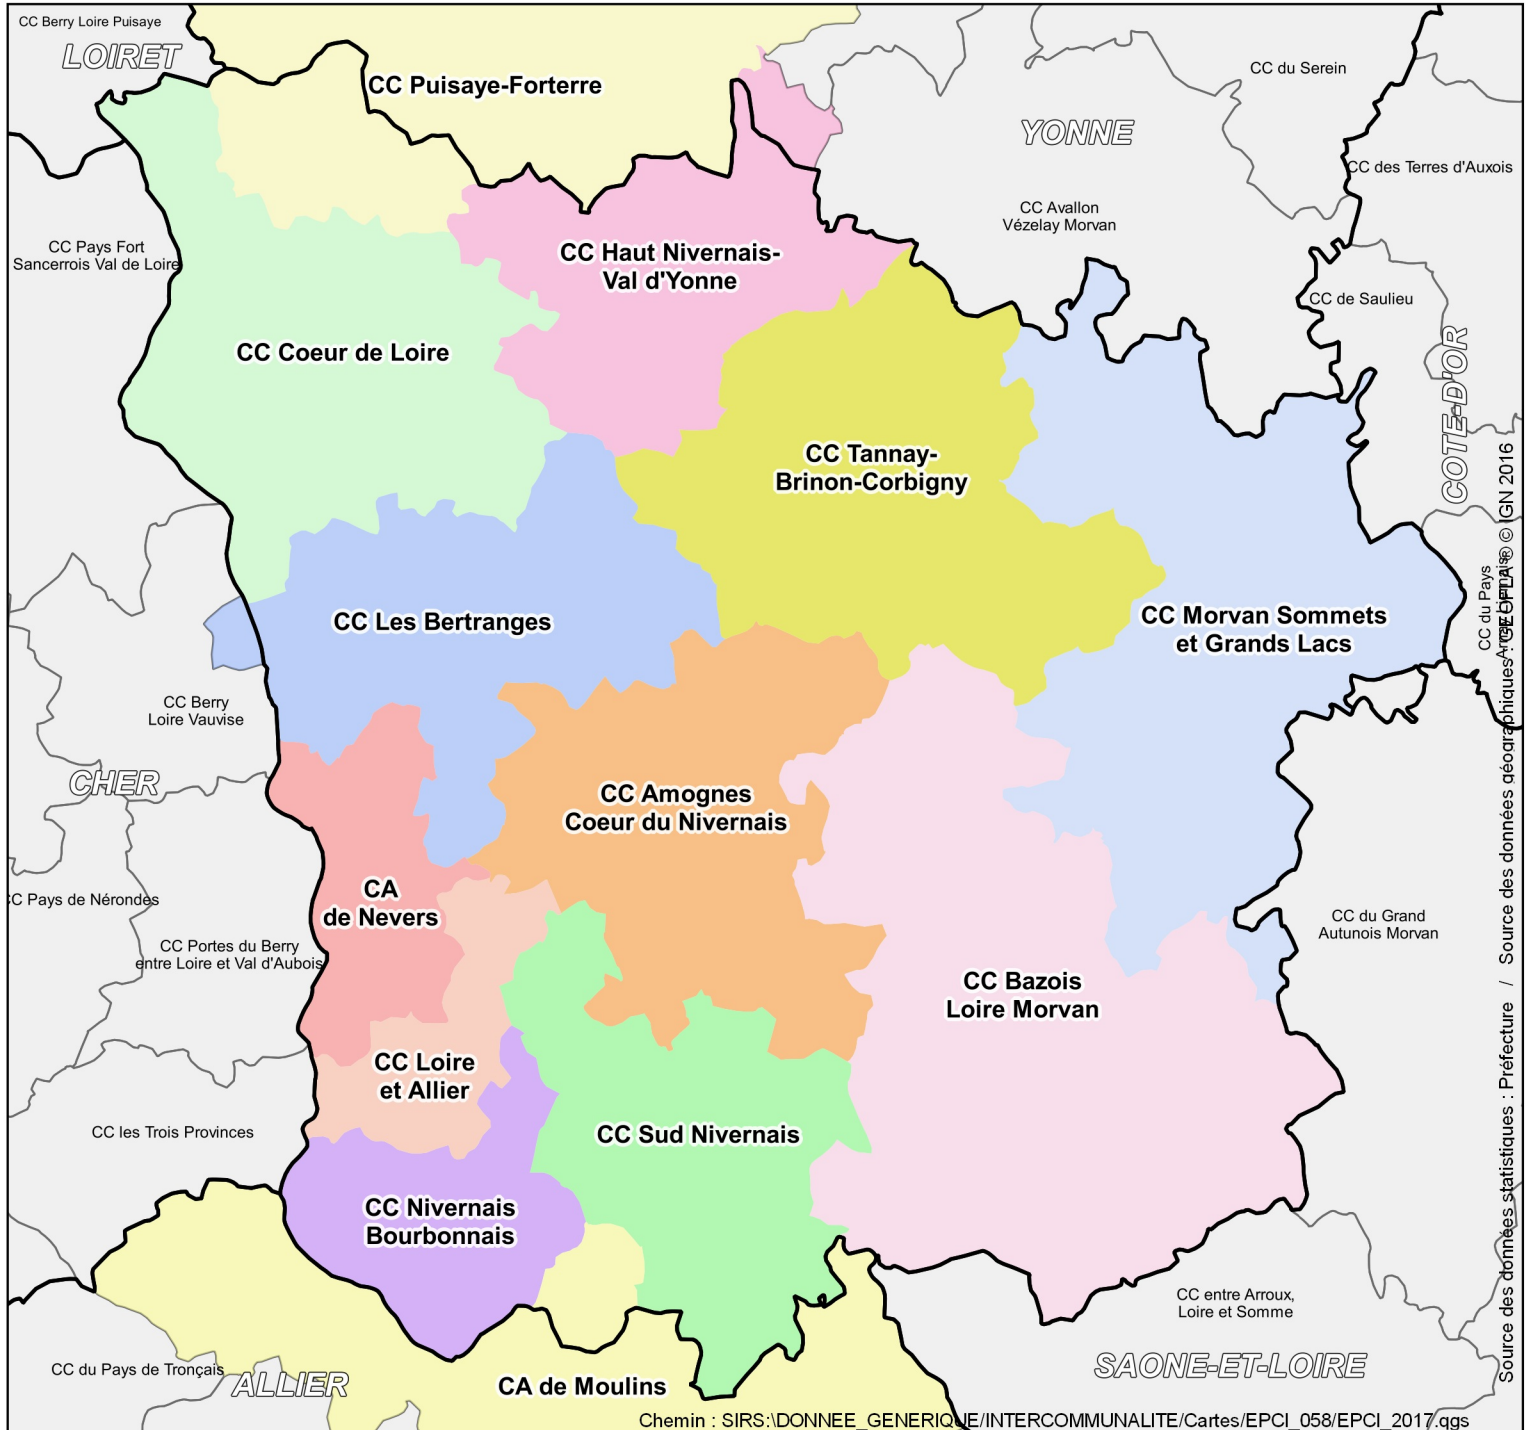 CC Berry Loire Puisaye
LOIRET
CC Puisaye-Forterre
CC du Serein
YONNE
CC des Terres d'Auxois
CC Avallon
Vézelay Morvan
CC Pays Fort
Sancerrois Val de Loire
CC Haut Nivernais-
Val d'Yonne
CC de Saulieu
CC Coeur de Loire
COTE-D'OR
CC Tannay-
Brinon-Corbigny
CC Les Bertranges
CC Morvan Sommets
et Grands Lacs
CC du Pays
CC Berry
Loire Vauvise
CHER
CC Amognes
Coeur du Nivernais
CA
de Nevers
CC Pays de Nérondes
CC Portes du Berry
entre Loire et Val d'Aubois
CC du Grand
Autunois Morvan
CC Bazois
Loire Morvan
CC Loire
et Allier
CC les Trois Provinces
CC Sud Nivernais
CC Nivernais
Bourbonnais
CC entre Arroux,
Loire et Somme
SAONE-ET-LOIRE
CC du Pays de Tronçais
ALLIER
CA de Moulins
Chemin : SIRS:\DONNEE_GENERIQUE/INTERCOMMUNALITE/Cartes/EPCI_058/EPCI_2017.qgs
Source des données statistiques : Préfecture / Source des données géographiques : GEOFLA® © IGN 2016